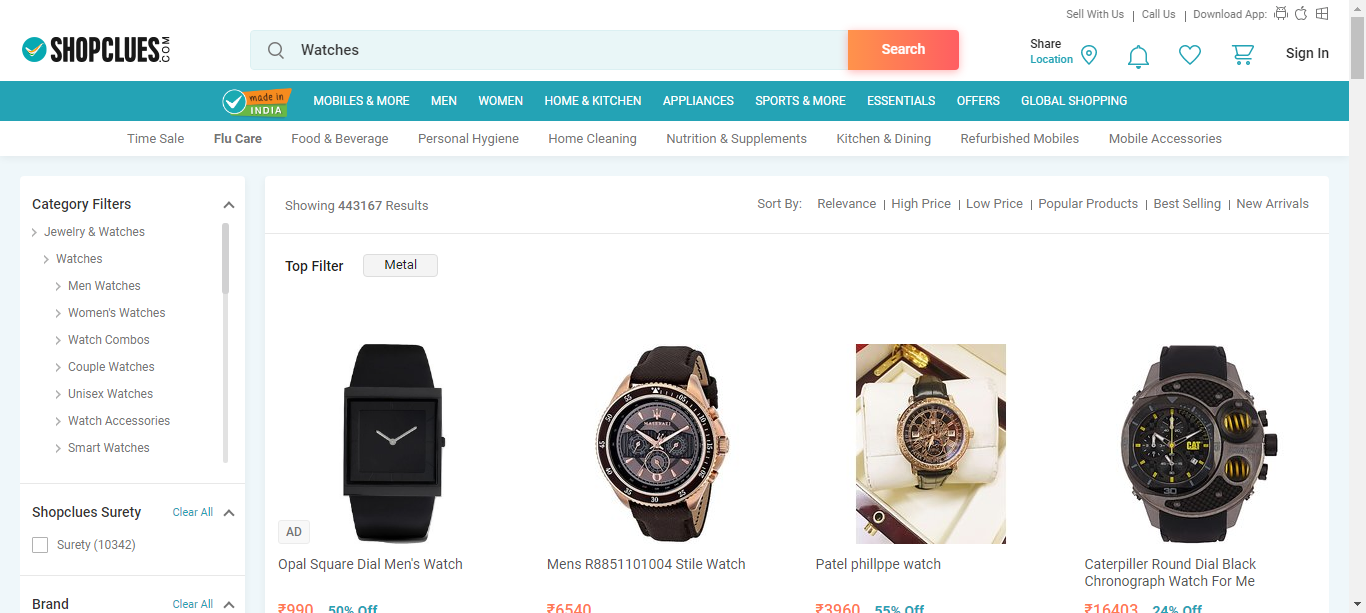 Sell With Us | Call Us | Download App:
SHOPCLUES.COM
Watches
Search
Share
Location
Sign In
made in
INDIA
MOBILES & MORE MEN WOMEN HOME & KITCHEN APPLIANCES SPORTS & MORE ESSENTIALS OFFERS GLOBAL SHOPPING
Time Sale Flu Care Food & Beverage Personal Hygiene Home Cleaning Nutrition & Supplements Kitchen & Dining Refurbished Mobiles Mobile Accessories
Category Filters
Jewelry & Watches
Watches
Men Watches
Women's Watches
Watch Combos
Couple Watches
Unisex Watches
Watch Accessories
Smart Watches
Shopclues Surety Clear All
Surety (10342)
Brand Clear All
Showing 443167 Results
Sort By: Relevance | High Price | Low Price | Popular Products | Best Selling | New Arrivals
Top Filter Metal
MASERATI
CAT
30
AD
Opal Square Dial Men's Watch
₹990 50% Off
Mens R8851101004 Stile Watch
₹6540
Patel phillppe watch
₹3960 55% Off
Caterpiller Round Dial Black
Chronograph Watch For Me
₹16403 24% Off